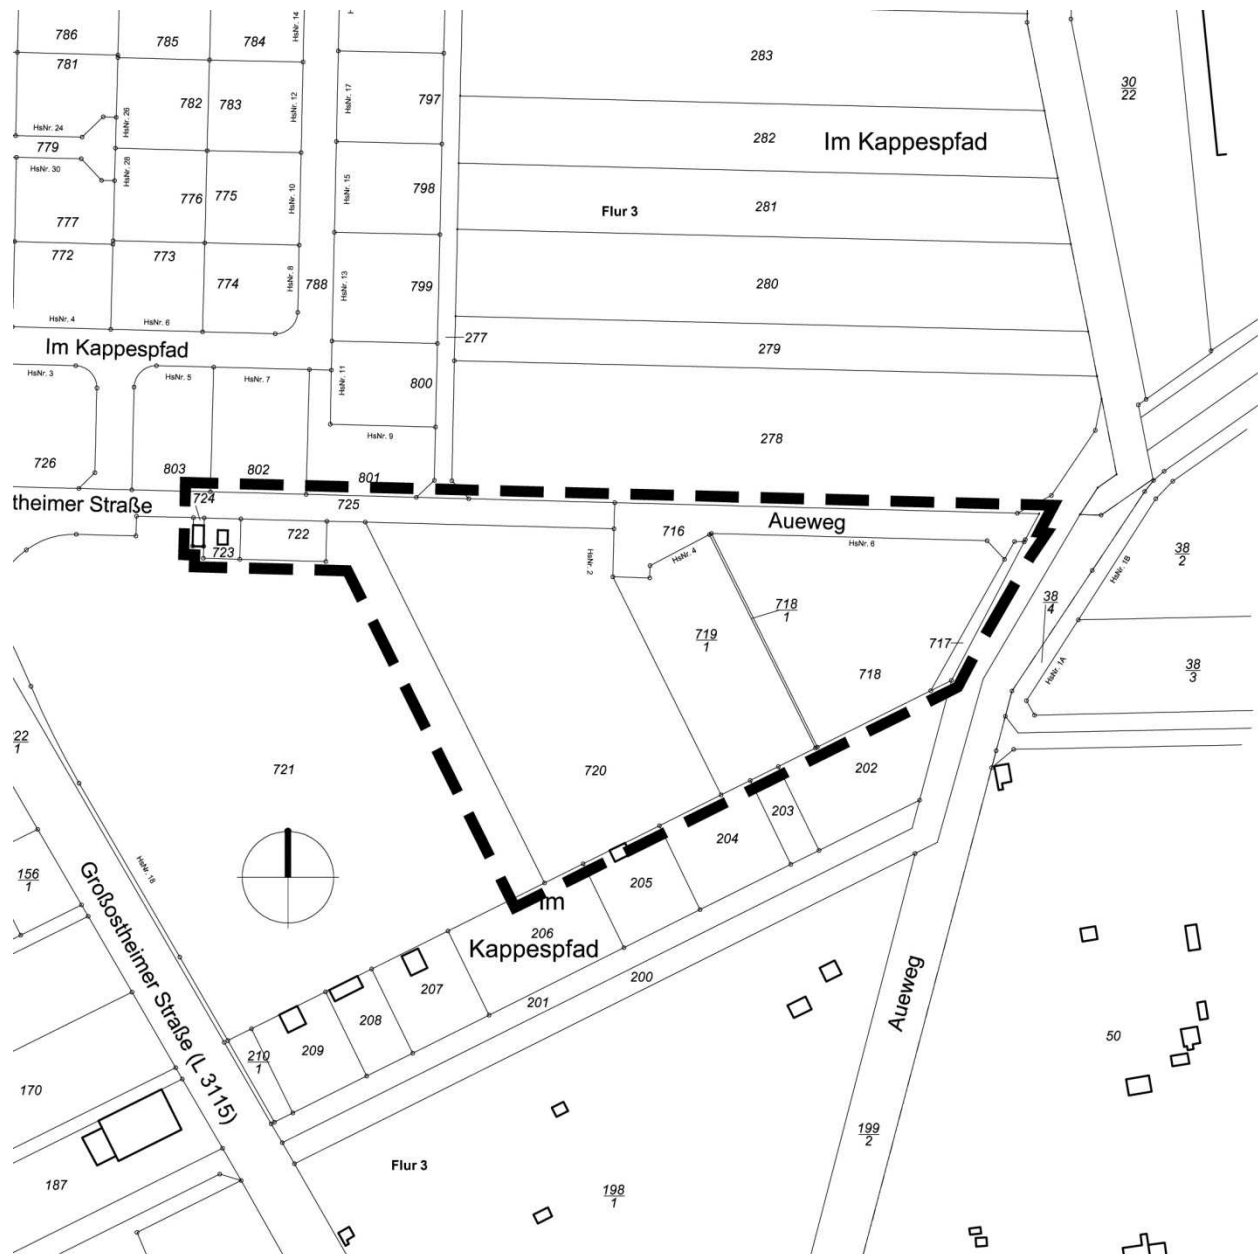 786
785
784
HsNr. 14
781
782
783
HsNr. 12
HsNr. 17
797
283
30
22
HsNr. 26
HsNr. 24
779
HsNr. 30
HsNr. 28
282
Im Kappespfad
776
775
HsNr. 10
HsNr. 15
798
281
Flur 3
777
772
773
774
HsNr. 8
788
HsNr. 13
799
280
HsNr. 4
HsNr. 6
Im Kappespfad
277
279
HsNr. 3
HsNr. 5
HsNr. 7
HsNr. 11
800
HsNr. 9
278
726
803
802
801
724
725
theimer Straße
722
723
716
Aueweg
HsNr. 2
HsNr. 4
HsNr. 6
38
2
HsNr. 1B
38
4
718
1
719
1
717
718
HsNr. 1A
38
3
22
1
721
720
202
203
204
205
156
1
HsNr. 18
Großostheimer Straße (L 3115)
Im
Kappespfad
206
207
208
209
210
1
201
200
Aueweg
50
170
187
Flur 3
198
1
199
2